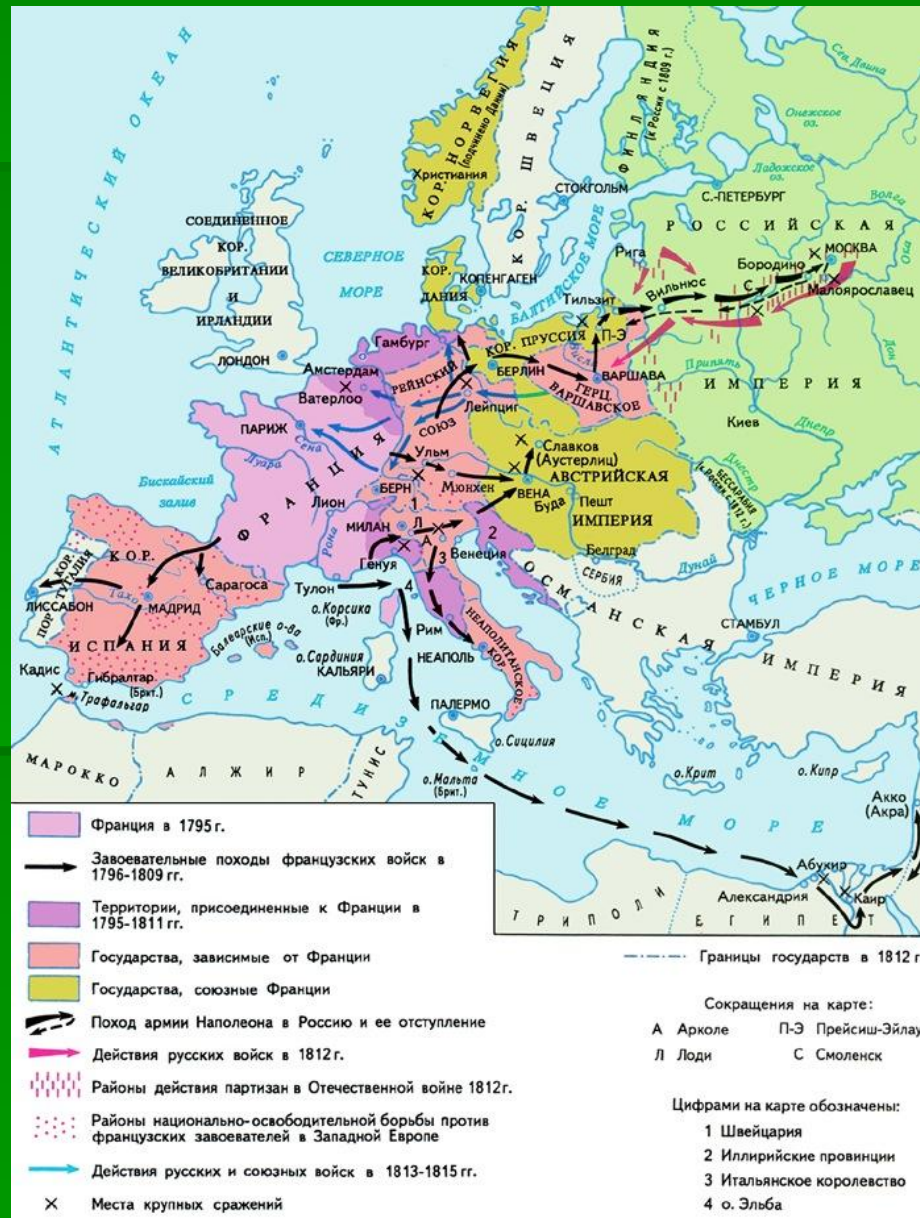 АТЛАНТИЧЕСКИЙ ОКЕАН
КОР. НОРВЕГИЯ
(подчинено Дании)
Христиания
КОР. ШВЕЦИЯ
СТОКГОЛЬМ
ФИНЛЯНДИЯ
(к России с 1809 г.)
Сев. Двина
Онежское
оз.
Ладожское
оз.
С.-ПЕТЕРБУРГ
Волга
Ока
РОССИЙСКАЯ
СОЕДИНЕННОЕ
КОР.
ВЕЛИКОБРИТАНИИ
И
ИРЛАНДИИ
ЛОНДОН
СЕВЕРНОЕ
МОРЕ
КОР.
ДАНИЯ
КОПЕНГАГЕН
БАЛТИЙСКОЕ МОРЕ
Рига
МОСКВА
Бородино
С
Малоярославец
Вильнюс
Тильзит
П-Э
Гамбург
КОР. ПРУССИЯ
Висла
БЕРЛИН
Амстердам
Ватерлоо
РЕЙНСКИЙ
СОЮЗ
Лейпциг
ВАРШАВА
ГЕРЦ.
ВАРШАВСКОЕ
Припять
Дон
ИМПЕРИЯ
Киев
Днепр
ПАРИЖ
Сена
Луара
ФРАНЦИЯ
Бискайский
залив
Ульм
Мюнхен
Славков
(Аустерлиц)
АВСТРИЙСКАЯ
ИМПЕРИЯ
ВЕНА
Буда
Пешт
Днестр
БЕССАРАБИЯ
(к России с 1812 г.)
Лион
БЕРН
1
МИЛАН
Л
А
3
2
Венеция
Рона
Генуя
Белград
СЕРБИЯ
Дунай
ЧЕРНОЕ МОРЕ
ОСМАНСКАЯ
ИМПЕРИЯ
СТАМБУЛ
Тулон
4
о.Корсика
(Фр.)
Рим
НЕАПОЛЬ
НЕАПОЛИТАНСКОЕ
КОР.
КОР.
ИСПАНИЯ
КОР.
ПОРТУГАЛИЯ
Сарагоса
ЛИССАБОН
Тахо
МАДРИД
Балеарские о-ва
(Исп.)
о.Сардиния
КАЛЬЯРИ
Кадис
Гибралтар
(Брит.)
Трафальгар
ПАЛЕРМО
о.Сицилия
СРЕДИЗЕМНОЕ МОРЕ
МАРОККО
АЛЖИР
ТУНИС
о.Мальта
(Брит.)
о.Крит
о.Кипр
Акко
(Акра)
Абукир
Александрия
Каир
ТРИПОЛИ
ЕГИПЕТ
Франция в 1795 г.
Завоевательные походы французских войск в
1796-1809 гг.
Территории, присоединенные к Франции в
1795-1811 гг.
Государства, зависимые от Франции
Государства, союзные Франции
Поход армии Наполеона в Россию и ее отступление
Действия русских войск в 1812 г.
Районы действия партизан в Отечественной войне 1812г.
Районы национально-освободительной борьбы против
французских завоевателей в Западной Европе
Действия русских и союзных войск в 1813-1815 гг.
Места крупных сражений
Границы государств в 1812 г
Сокращения на карте:
А Арколе П-Э Прейсиш-Эйлау
Л Лоди С Смоленск
Цифрами на карте обозначены:
1 Швейцария
2 Иллирийские провинции
3 Итальянское королевство
4 о. Эльба